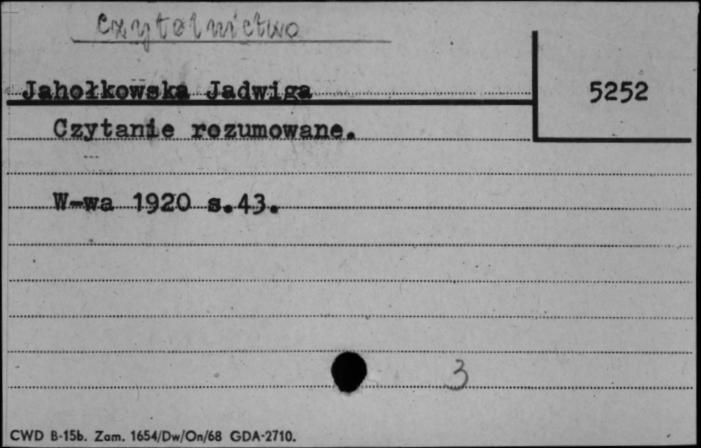 Czytelnictwo
Jahołkowska Jadwiga
5252
Czytanie rozumowane.
W-wa 1920 s.43.
3
CWD B-15b. Zam. 1654/Dw/On/68 GDA-2710.